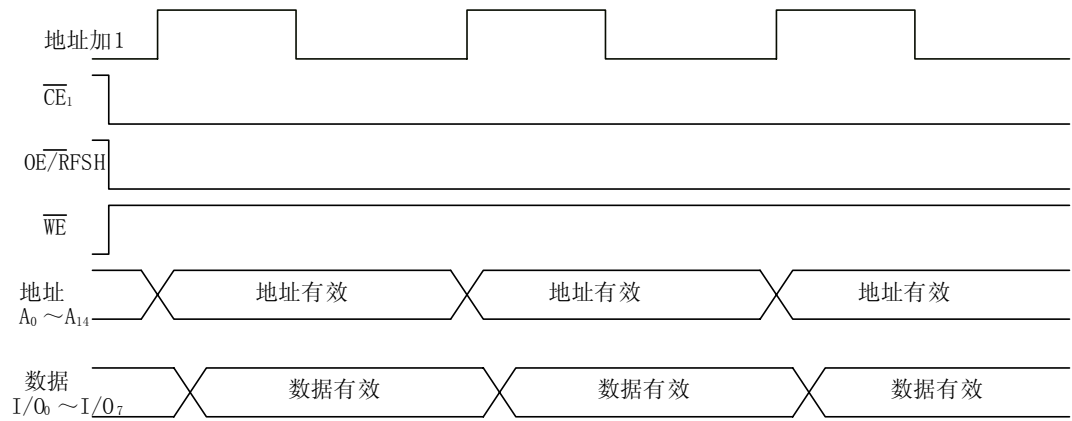 地址加1
CE₁
OE/RFSH
WE
地址 地址有效 地址有效 地址有效
A₀～A₁₄
数据 数据有效 数据有效 数据有效
I/O₀～I/O₇